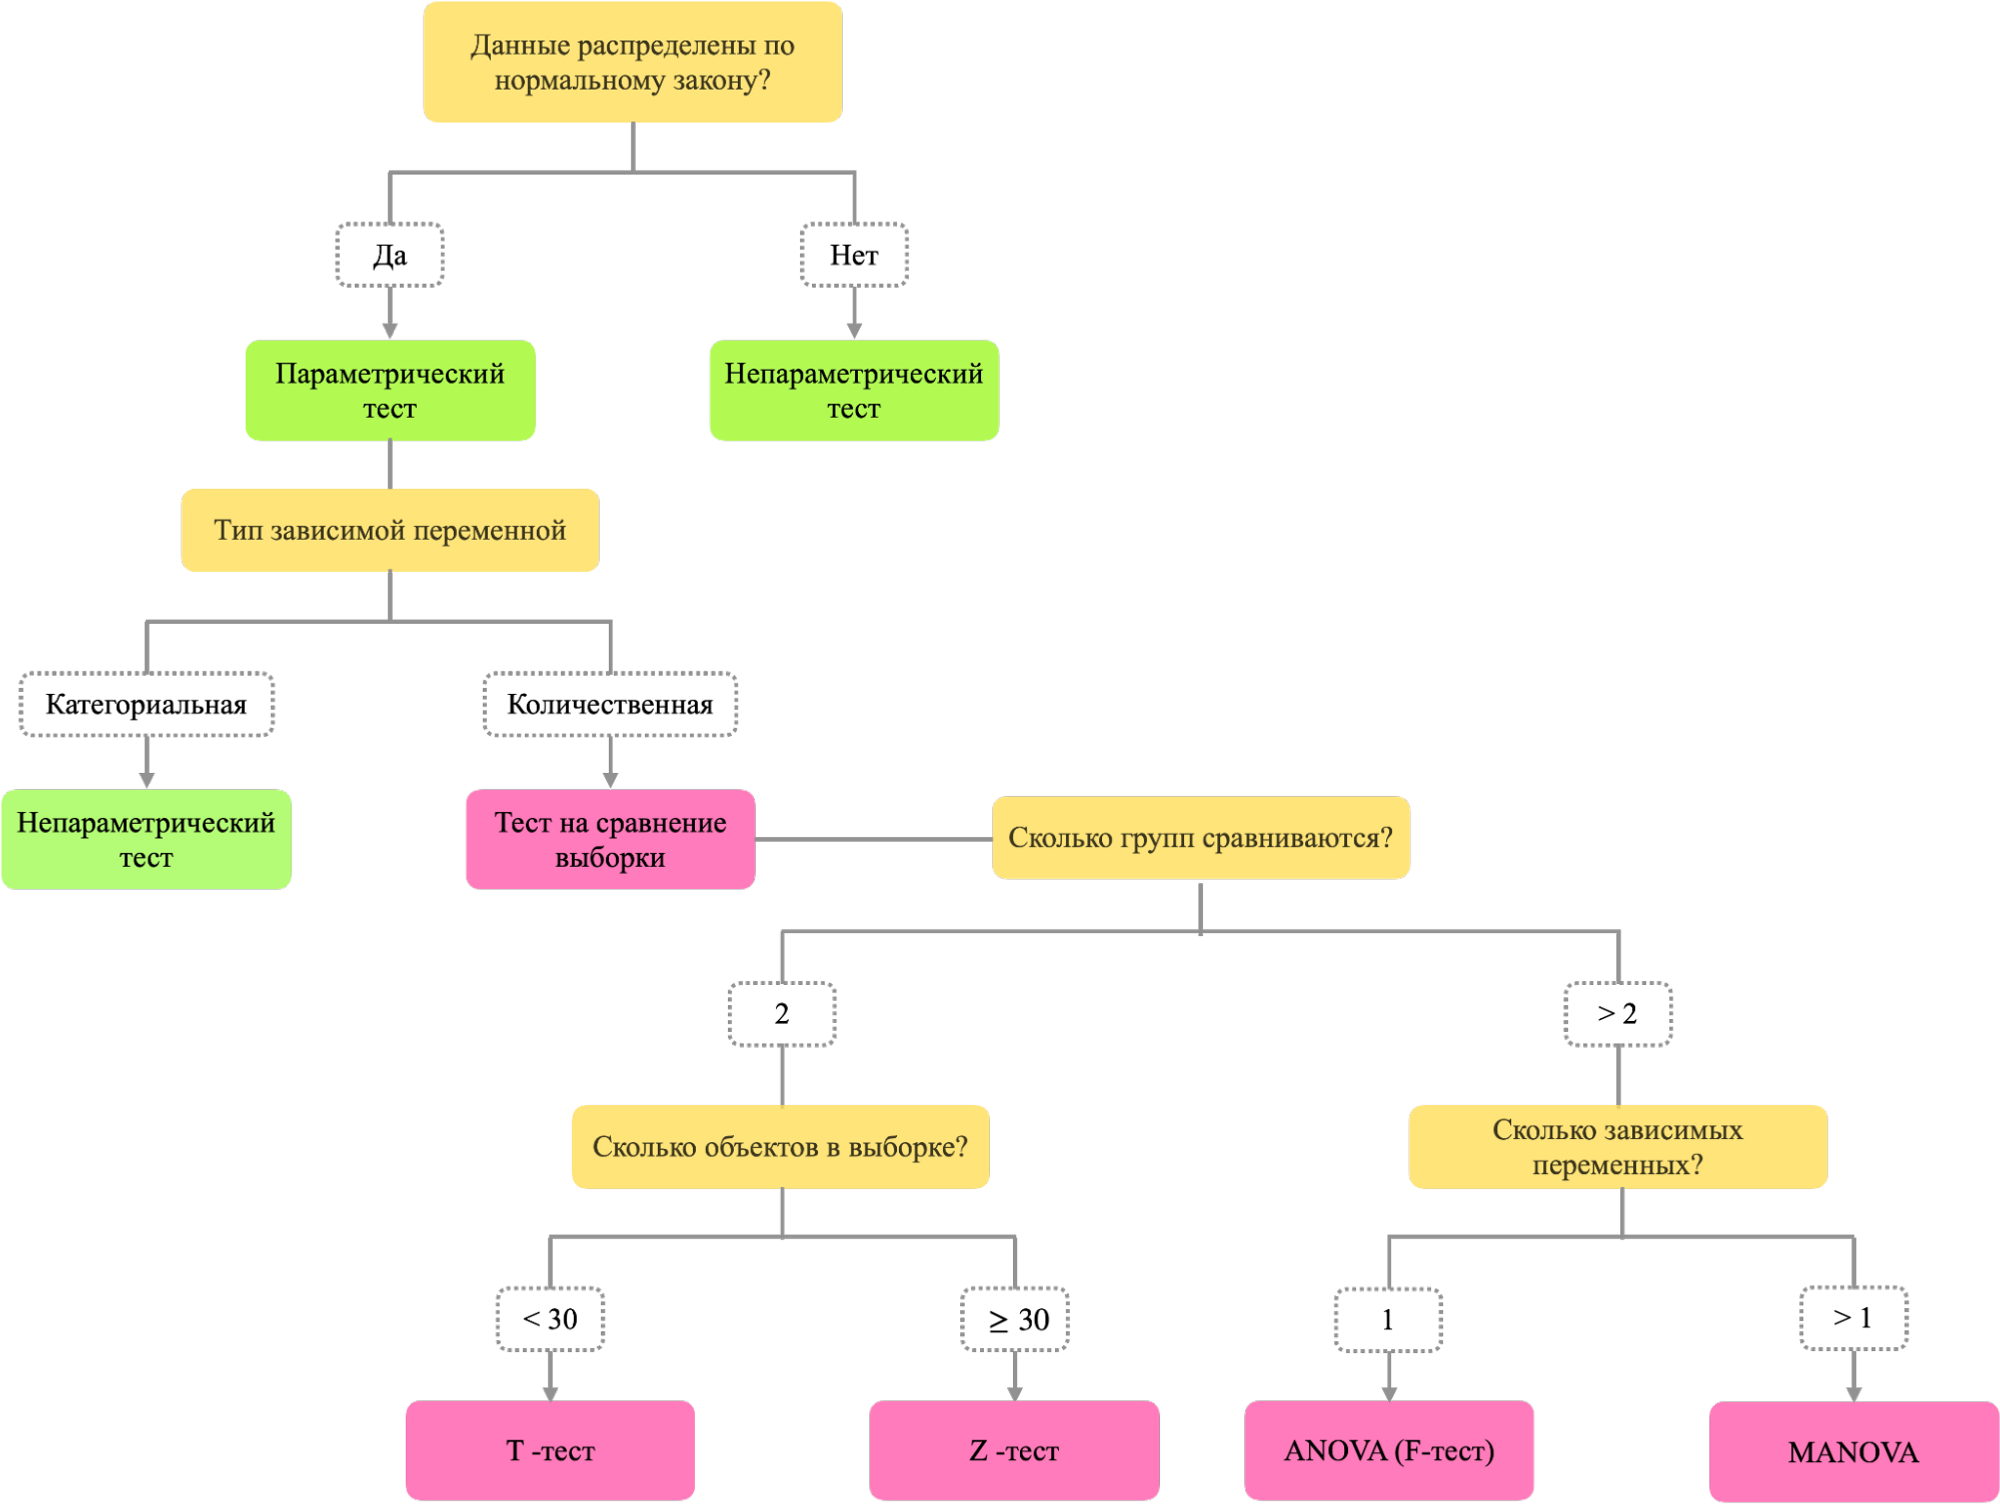 Данные распределены по
нормальному закону?
Да
Нет
Параметрический
тест
Непараметрический
тест
Тип зависимой переменной
Категориальная
Количественная
Непараметрический
тест
Тест на сравнение
выборки
Сколько групп сравниваются?
2
> 2
Сколько объектов в выборке?
Сколько зависимых
переменных?
< 30
≥ 30
1
> 1
T -тест
Z -тест
ANOVA (F-тест)
MANOVA